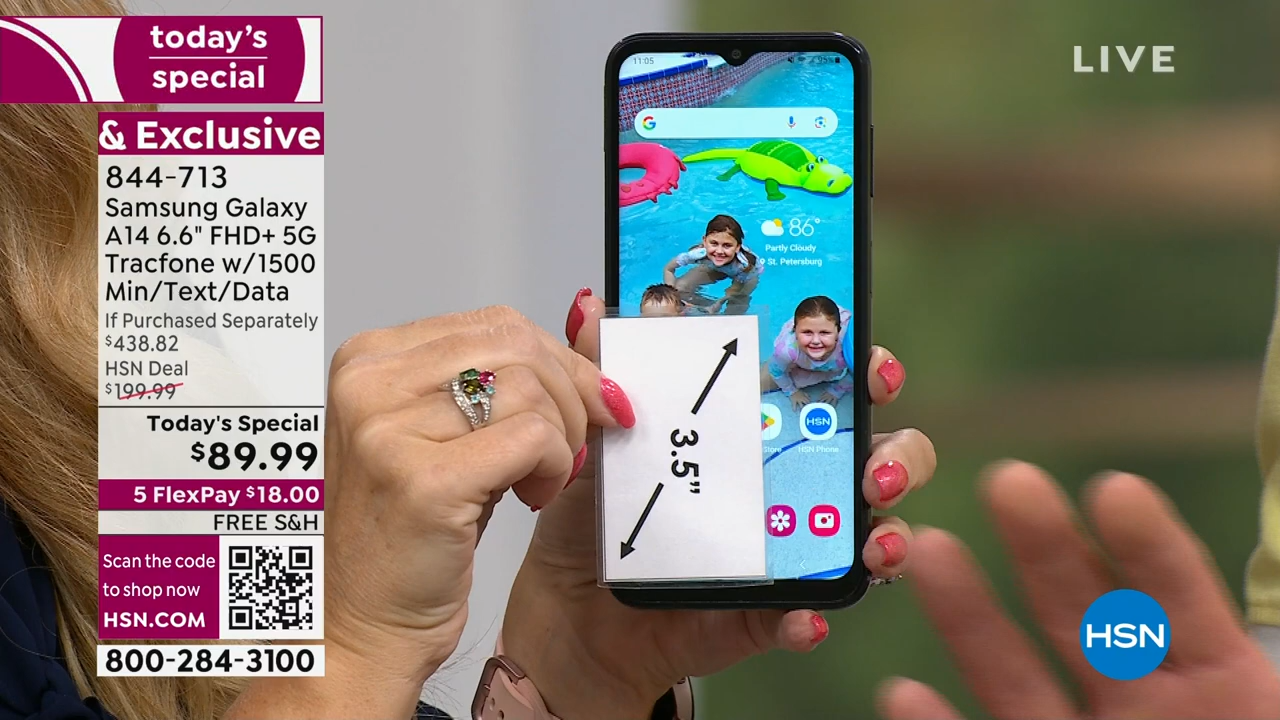 today's
special
& Exclusive
844-713
Samsung Galaxy
A14 6.6" FHD+ 5G
Tracfone w/1500
Min/Text/Data
If Purchased Separately
$438.82
HSN Deal
$199.99
Today's Special
$89.99
5 FlexPay $18.00
FREE S&H
Scan the code
to shop now
HSN.COM
800-284-3100
11:05
95%
86°
Partly Cloudy
St. Petersburg
3.5"
HSN
Store
HSN Phone
LIVE
HSN